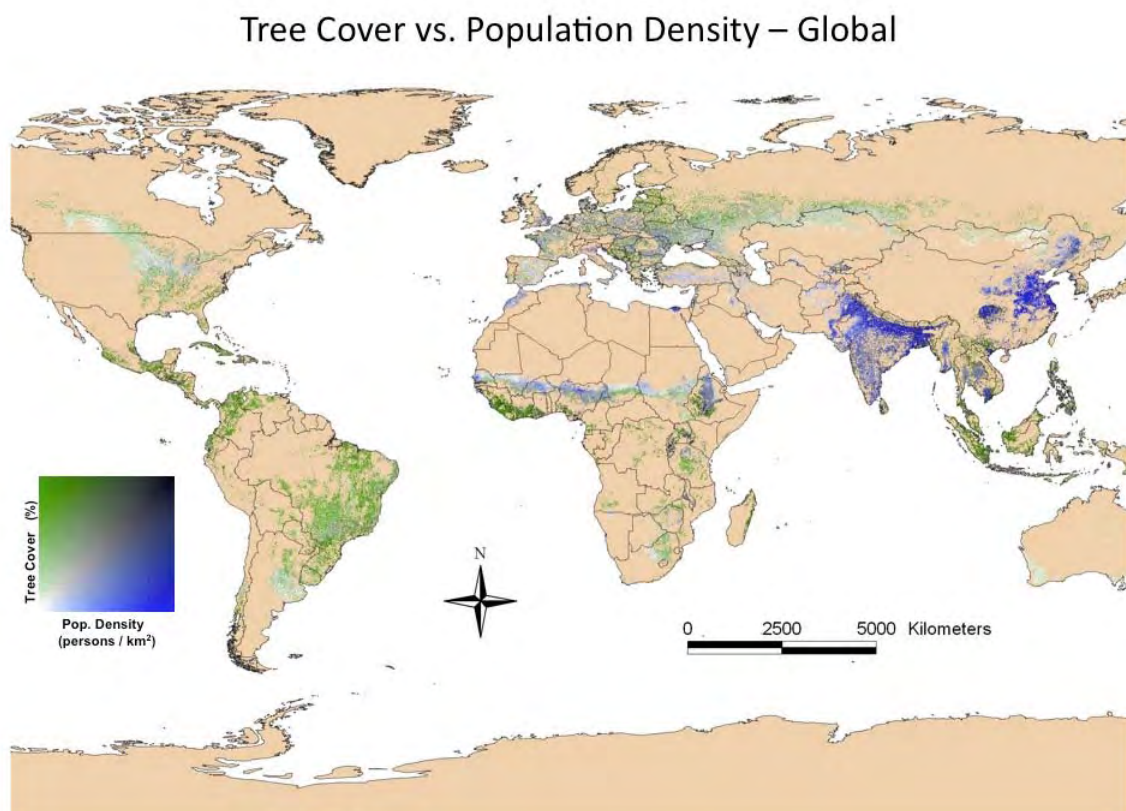 Tree Cover vs. Population Density – Global
Tree Cover (%)
Pop. Density
(persons / km²)
N
0 2500 5000 Kilometers